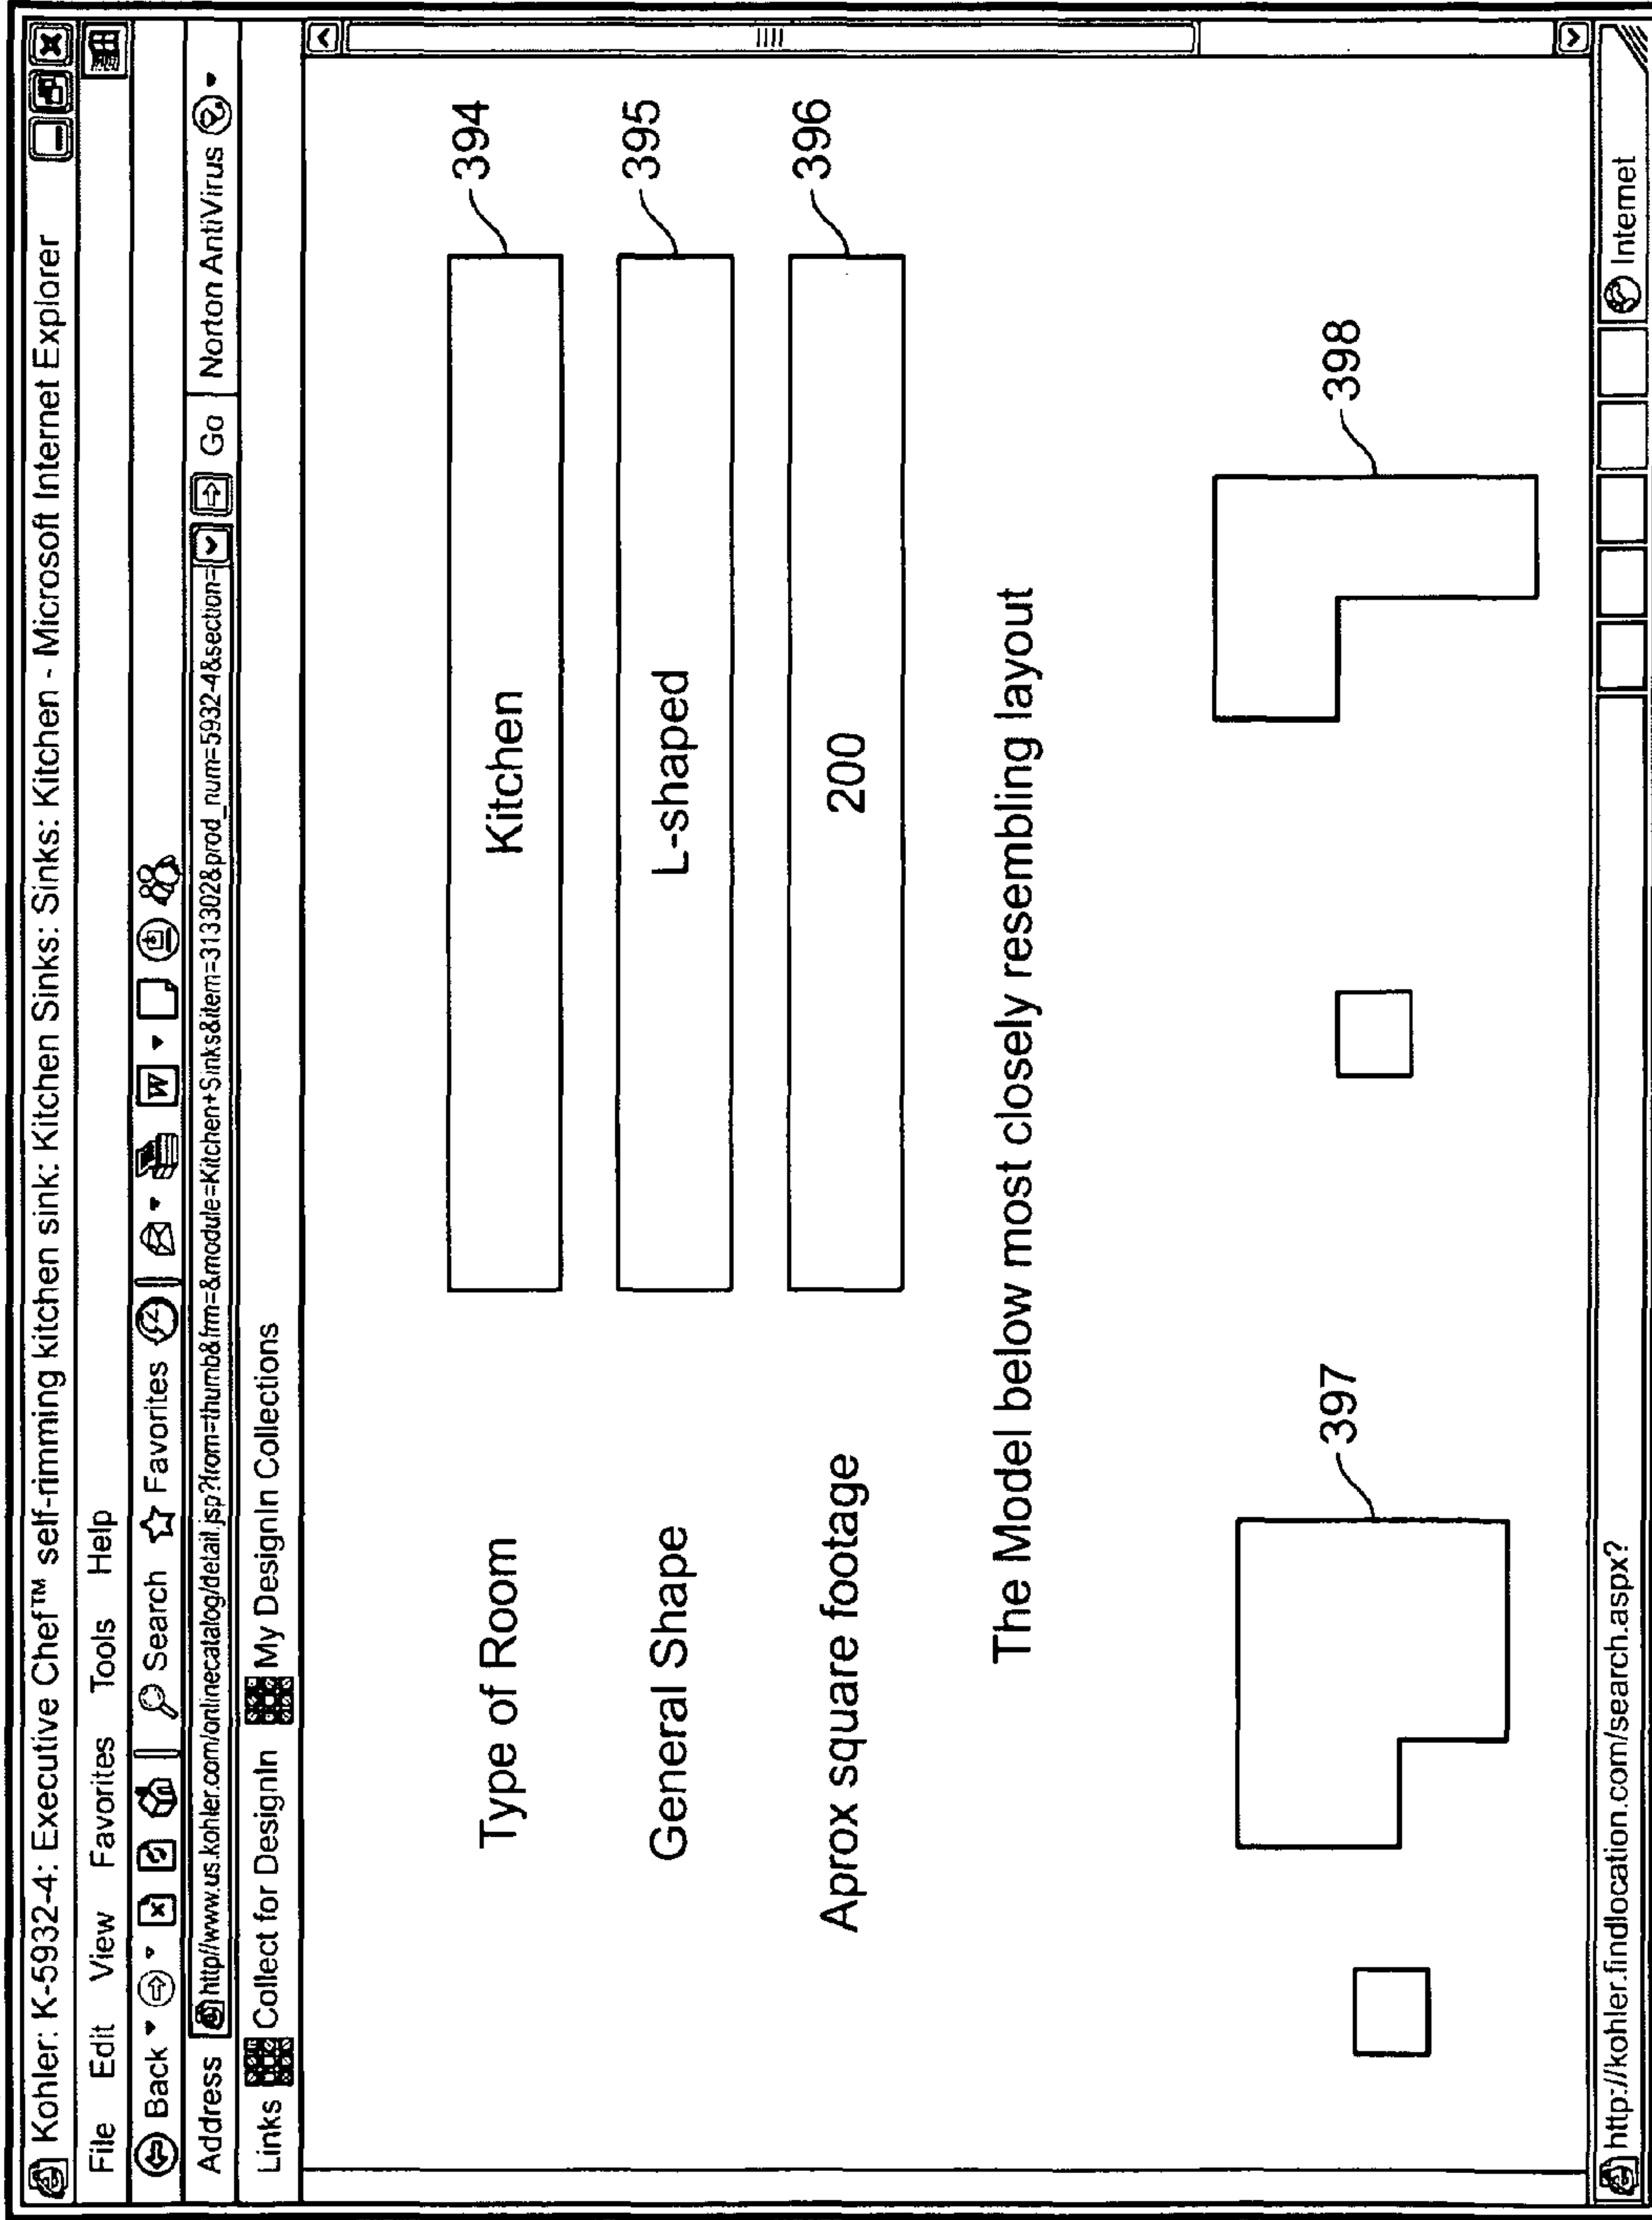 Kohler: K-5932-4: Executive Chef™ self-rimming kitchen sink: Kitchen Sinks: Sinks: Kitchen - Microsoft Internet Explorer
File Edit View Favorites Tools Help
Back Search Favorites W
Address http//www.us.kohler.com/onlinecatalog/detail.jsp?from=thumb&frm=&module=Kitchen+Sinks&item=313302&prod_num=5932-4&section= Go Norton AntiVirus
Links Collect for DesignIn My DesignIn Collections
Type of Room Kitchen 394
General Shape L-shaped 395
Aprox square footage 200 396
The Model below most closely resembling layout
397 398
http://kohler.findlocation.com/search.aspx? Internet